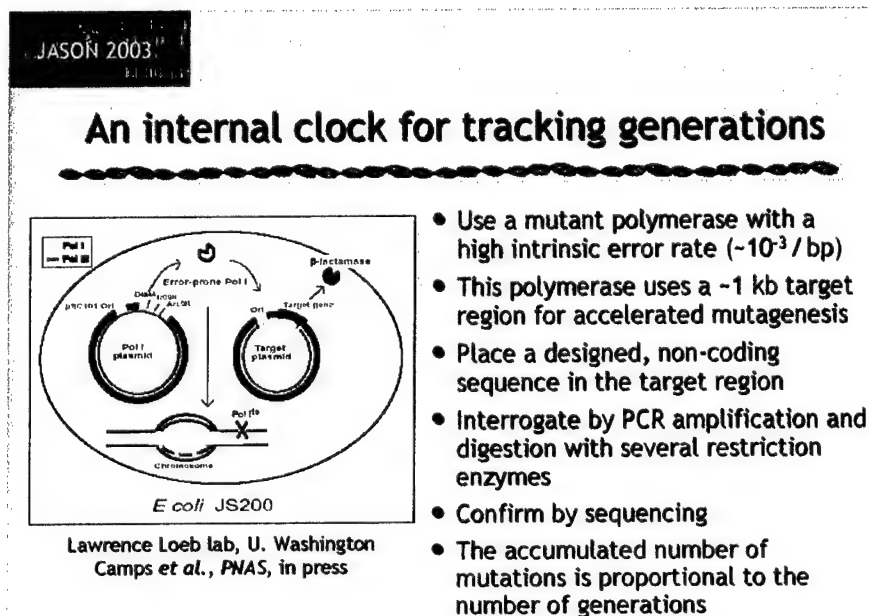 JASON 2003
An internal clock for tracking generations
Pol I
Pol III
β-lactamase
Error-prone Pol I
Ori
Target gene
Pol I
plasmid
Target
plasmid
Pol I ts
Chromosome
E coli JS200
Lawrence Loeb lab, U. Washington
Camps et al., PNAS, in press
• Use a mutant polymerase with a
high intrinsic error rate (~10⁻³ / bp)
• This polymerase uses a ~1 kb target
region for accelerated mutagenesis
• Place a designed, non-coding
sequence in the target region
• Interrogate by PCR amplification and
digestion with several restriction
enzymes
• Confirm by sequencing
• The accumulated number of
mutations is proportional to the
number of generations